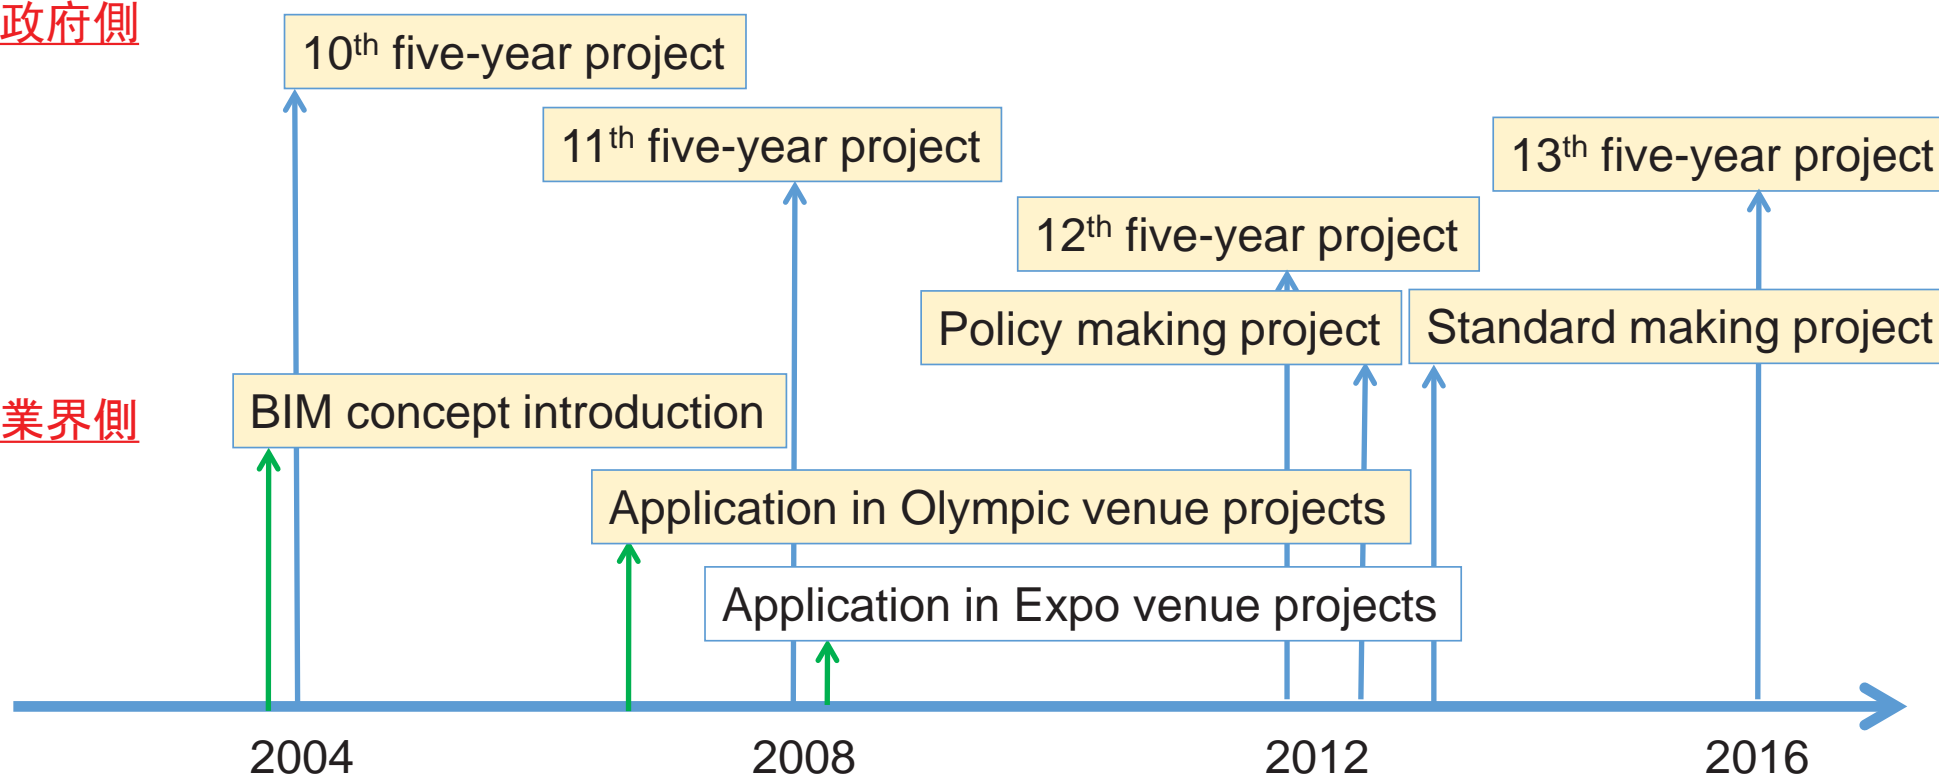 政府側
10th five-year project
11th five-year project
13th five-year project
12th five-year project
Policy making project
Standard making project
業界側
BIM concept introduction
Application in Olympic venue projects
Application in Expo venue projects
2004
2008
2012
2016